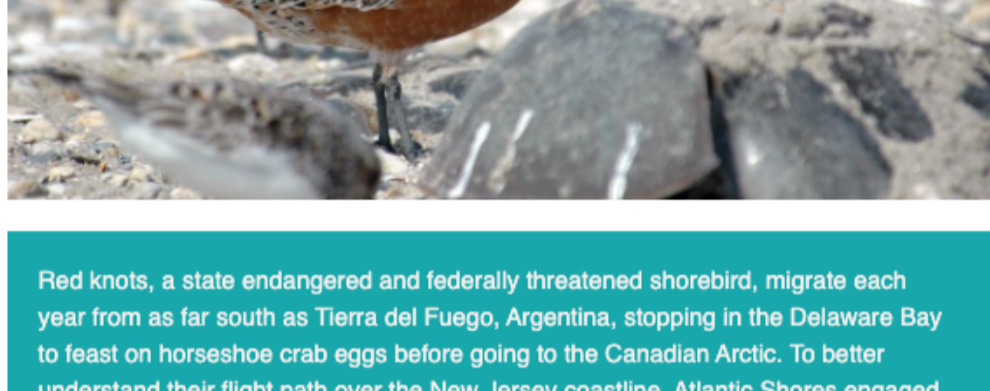 Red knots, a state endangered and federally threatened shorebird, migrate each
year from as far south as Tierra del Fuego, Argentina, stopping in the Delaware Bay
to feast on horseshoe crab eggs before going to the Canadian Arctic. To better
understand their flight path over the New Jersey coastline, Atlantic Shores engaged